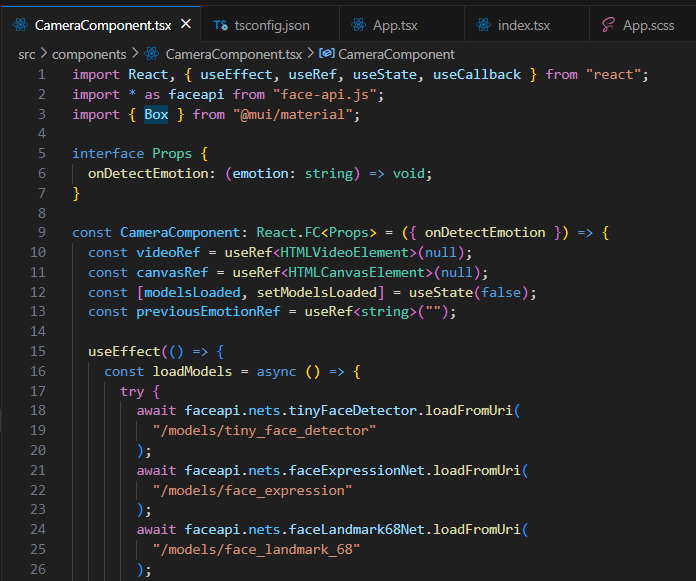 CameraComponent.tsx × TS tsconfig.json App.tsx index.tsx App.scss
src > components > CameraComponent.tsx > CameraComponent
1 import React, { useEffect, useRef, useState, useCallback } from "react";
2 import * as faceapi from "face-api.js";
3 import { Box } from "@mui/material";
4
5 interface Props {
6   onDetectEmotion: (emotion: string) => void;
7 }
8
9 const CameraComponent: React.FC<Props> = ({ onDetectEmotion }) => {
10   const videoRef = useRef<HTMLVideoElement>(null);
11   const canvasRef = useRef<HTMLCanvasElement>(null);
12   const [modelsLoaded, setModelsLoaded] = useState(false);
13   const previousEmotionRef = useRef<string>("");
14
15   useEffect(() => {
16     const loadModels = async () => {
17       try {
18         await faceapi.nets.tinyFaceDetector.loadFromUri(
19           "/models/tiny_face_detector"
20         );
21         await faceapi.nets.faceExpressionNet.loadFromUri(
22           "/models/face_expression"
23         );
24         await faceapi.nets.faceLandmark68Net.loadFromUri(
25           "/models/face_landmark_68"
26         );